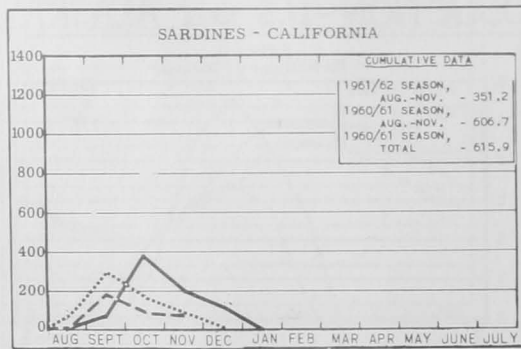 SARDINES - CALIFORNIA
CUMULATIVE DATA
1961/62 SEASON,
AUG.-NOV. - 351.2
1960/61 SEASON,
AUG.-NOV. - 606.7
1960/61 SEASON,
TOTAL - 615.9
1400
1200
1000
800
600
400
200
0
AUG SEPT OCT NOV DEC JAN FEB MAR APR MAY JUNE JULY